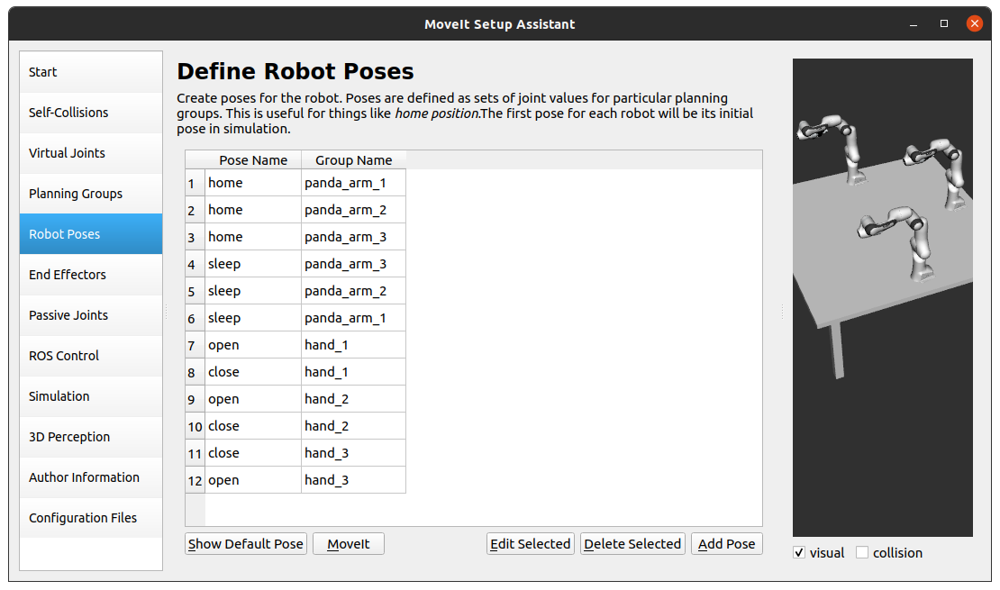 MoveIt Setup Assistant
Start
Self-Collisions
Virtual Joints
Planning Groups
Robot Poses
End Effectors
Passive Joints
ROS Control
Simulation
3D Perception
Author Information
Configuration Files
Define Robot Poses
Create poses for the robot. Poses are defined as sets of joint values for particular planning
groups. This is useful for things like home position.The first pose for each robot will be its initial
pose in simulation.
Pose Name Group Name
1 home panda_arm_1
2 home panda_arm_2
3 home panda_arm_3
4 sleep panda_arm_3
5 sleep panda_arm_2
6 sleep panda_arm_1
7 open hand_1
8 close hand_1
9 open hand_2
10 close hand_2
11 close hand_3
12 open hand_3
Show Default Pose MoveIt Edit Selected Delete Selected Add Pose
visual collision